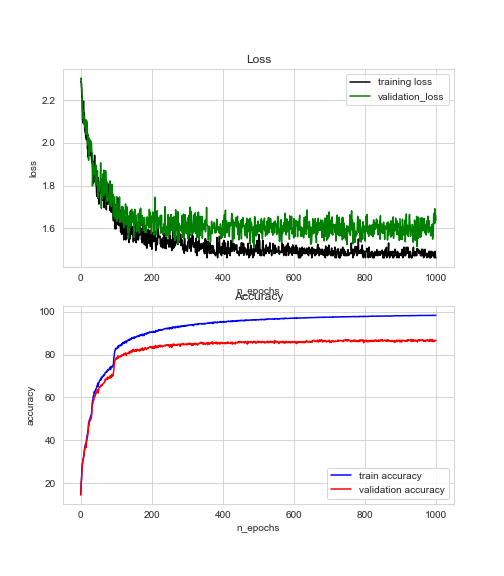 Loss
training loss
validation_loss
2.2
2.0
1.8
1.6
loss
0 200 400 600 800 1000
n_epochs
Accuracy
100
80
60
40
20
accuracy
train accuracy
validation accuracy
0 200 400 600 800 1000
n_epochs